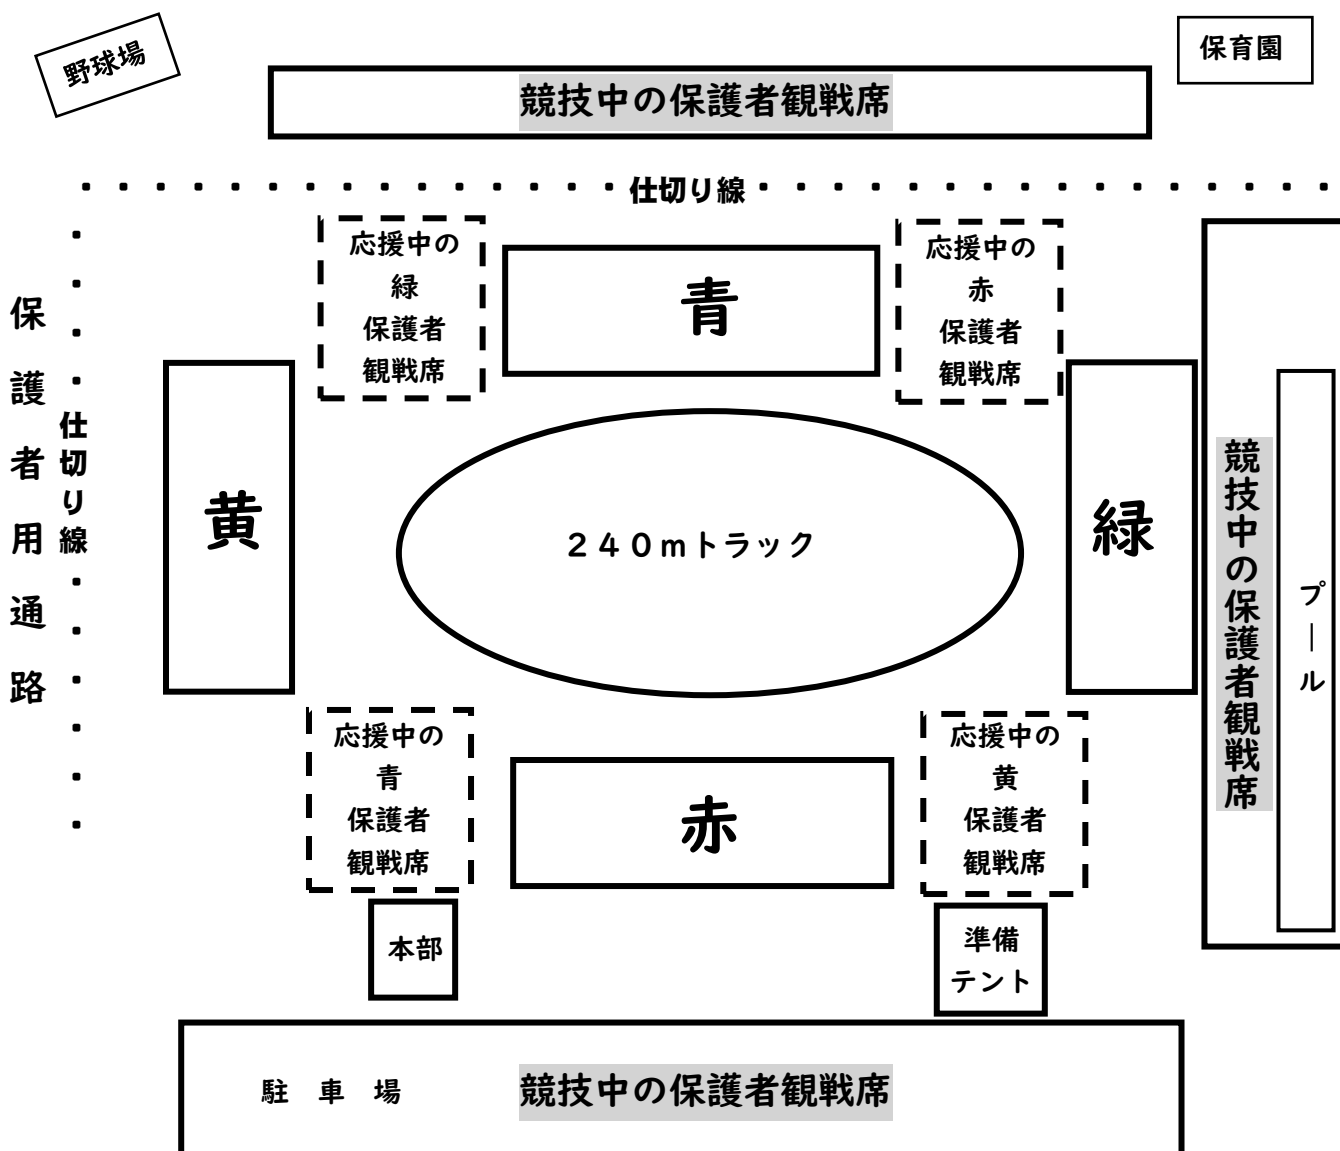 野球場
保育園
競技中の保護者観戦席
仕切り線
応援中の
緑
保護者
観戦席
青
応援中の
赤
保護者
観戦席
保護者用通路
仕切り線
黄
240mトラック
緑
競技中の保護者観戦席
プール
応援中の
青
保護者
観戦席
赤
応援中の
黄
保護者
観戦席
本部
準備
テント
駐車場
競技中の保護者観戦席